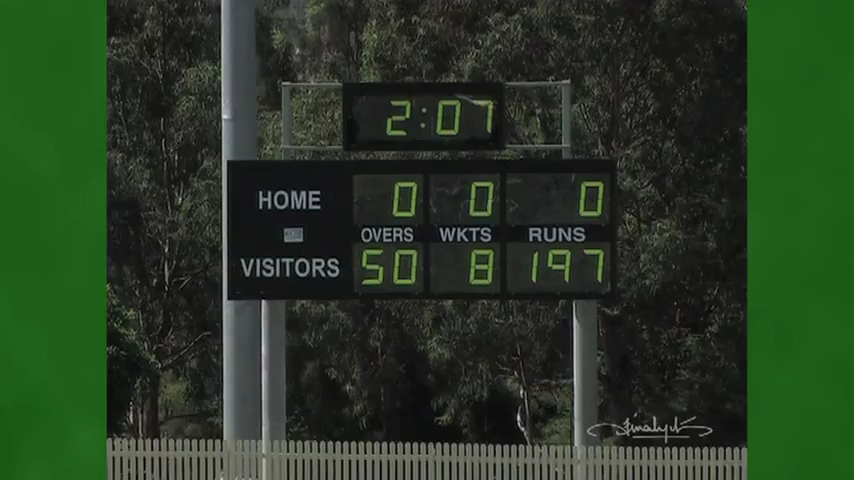 2:07
HOME 0 0 0
OVERS WKTS RUNS
VISITORS 50 8 197